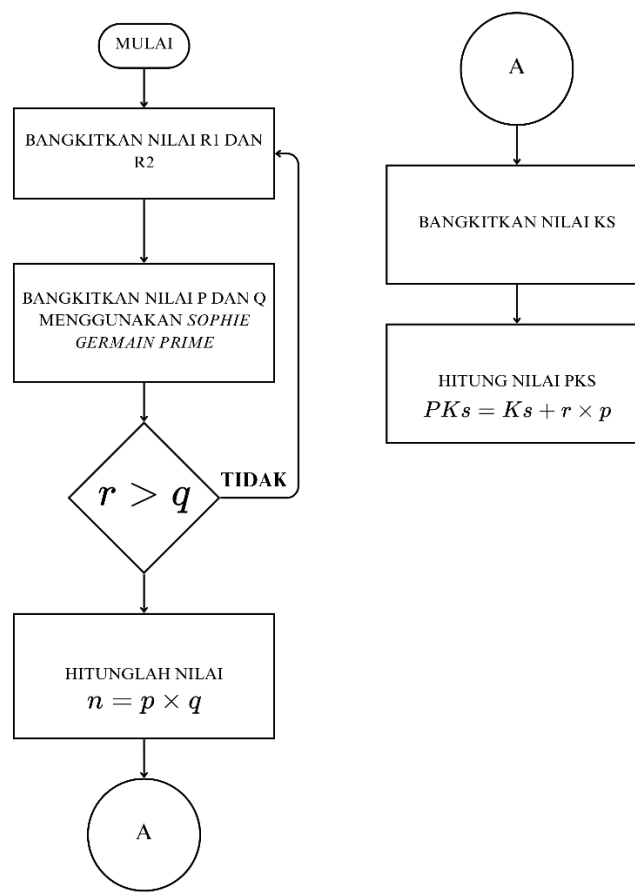 MULAI
BANGKITKAN NILAI R1 DAN
R2
BANGKITKAN NILAI P DAN Q
MENGGUNAKAN SOPHIE
GERMAIN PRIME
r > q
TIDAK
HITUNGLAH NILAI
n = p × q
A
A
BANGKITKAN NILAI KS
HITUNG NILAI PKS
PKs = Ks + r × p